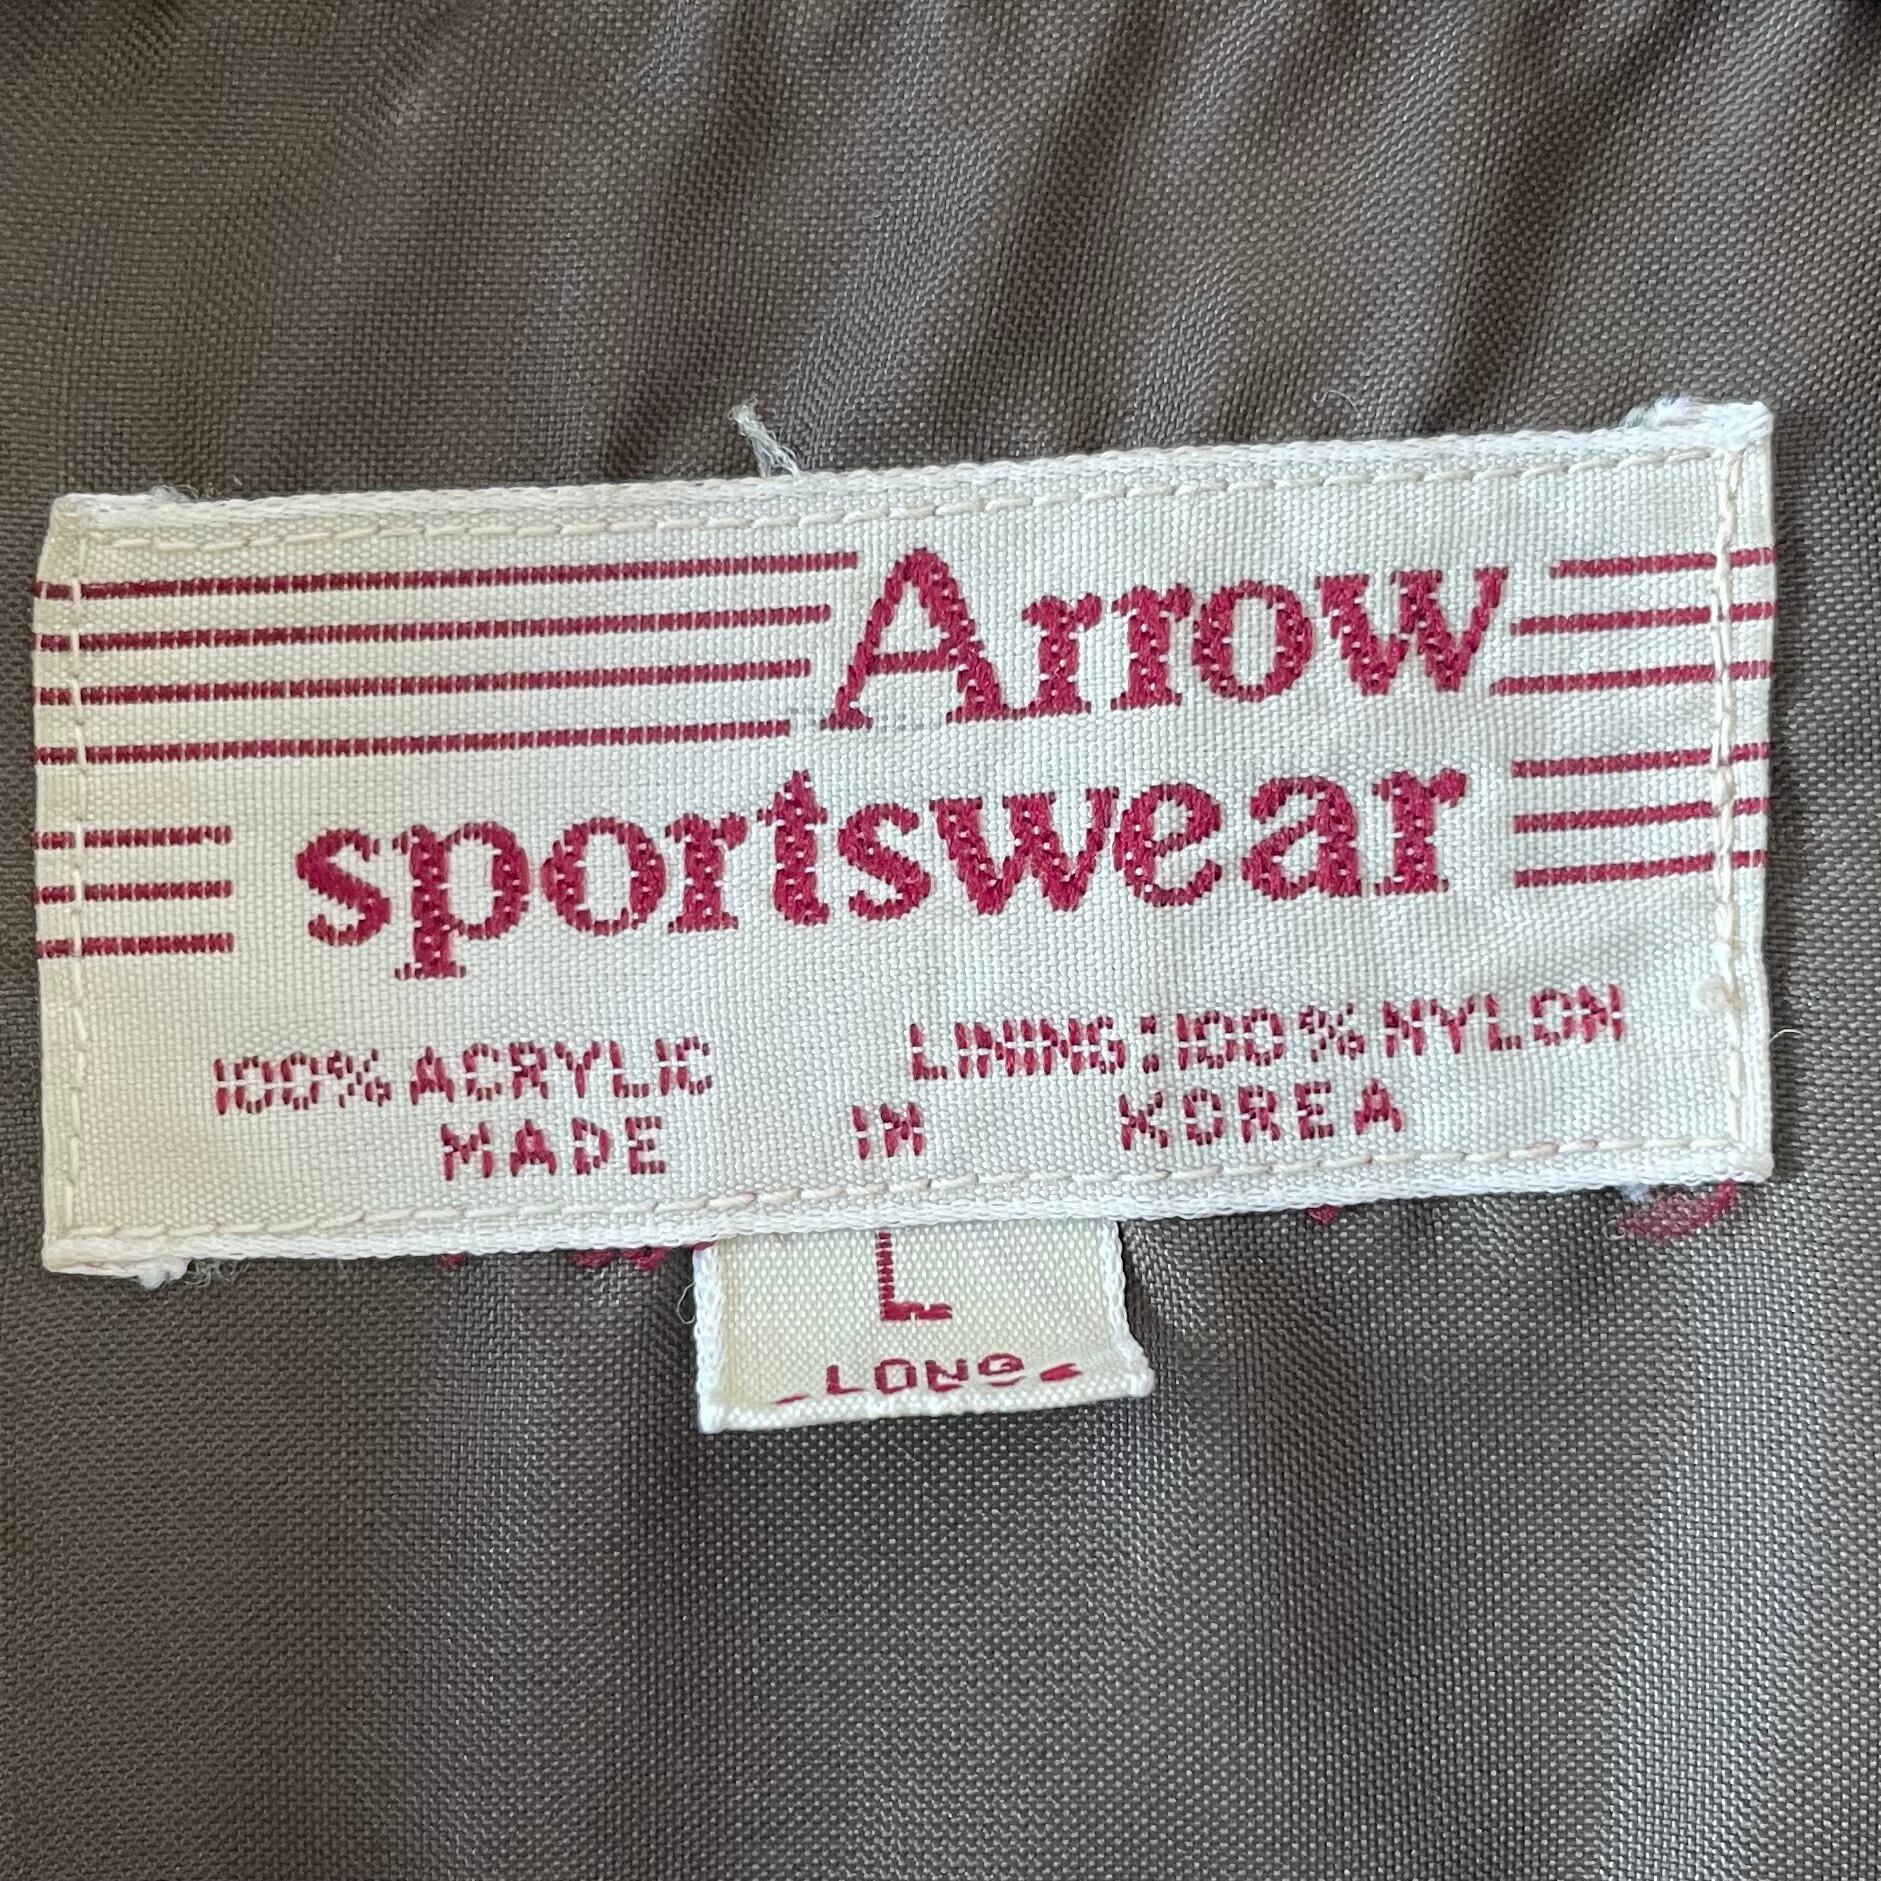 Arrow
sportswear
100% ACRYLIC LINING:100% NYLON
MADE IN KOREA
L
LONG